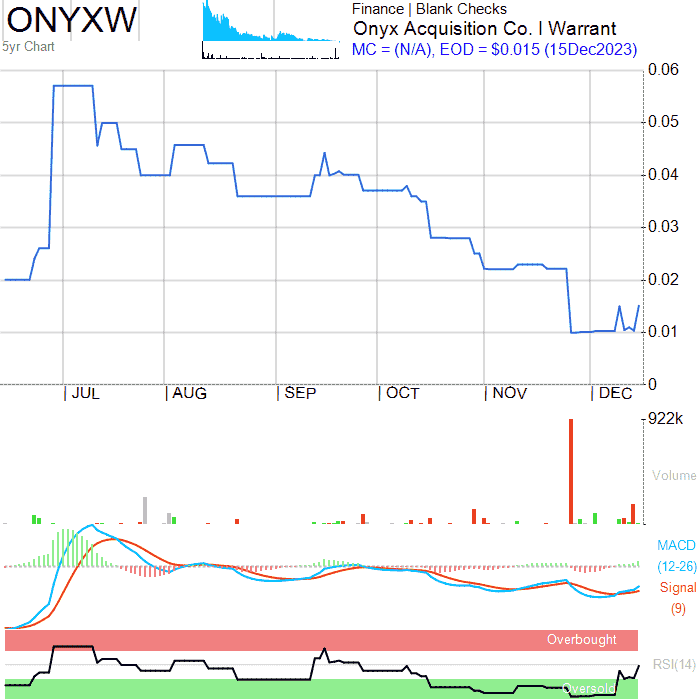 ONYXW
5yr Chart
Finance | Blank Checks
Onyx Acquisition Co. I Warrant
MC = (N/A), EOD = $0.015 (15Dec2023)
0.06
0.05
0.04
0.03
0.02
0.01
0
JUL AUG SEP OCT NOV DEC
922k
Volume
MACD
(12-26)
Signal
(9)
Overbought
RSI(14)
Oversold